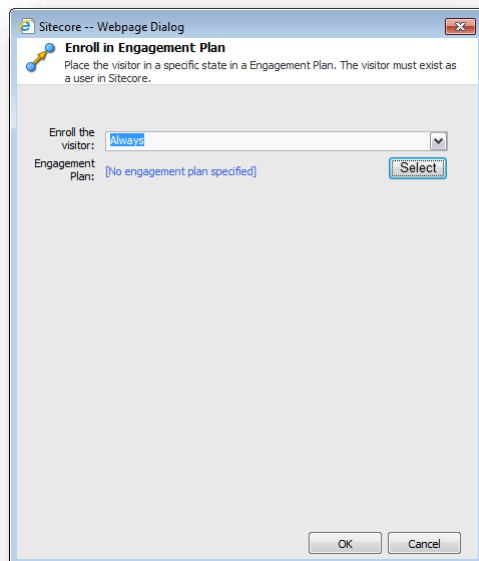 Sitecore -- Webpage Dialog
Enroll in Engagement Plan
Place the visitor in a specific state in a Engagement Plan. The visitor must exist as
a user in Sitecore.
Enroll the
visitor:
Always
Engagement
Plan:
[No engagement plan specified]
Select
OK
Cancel